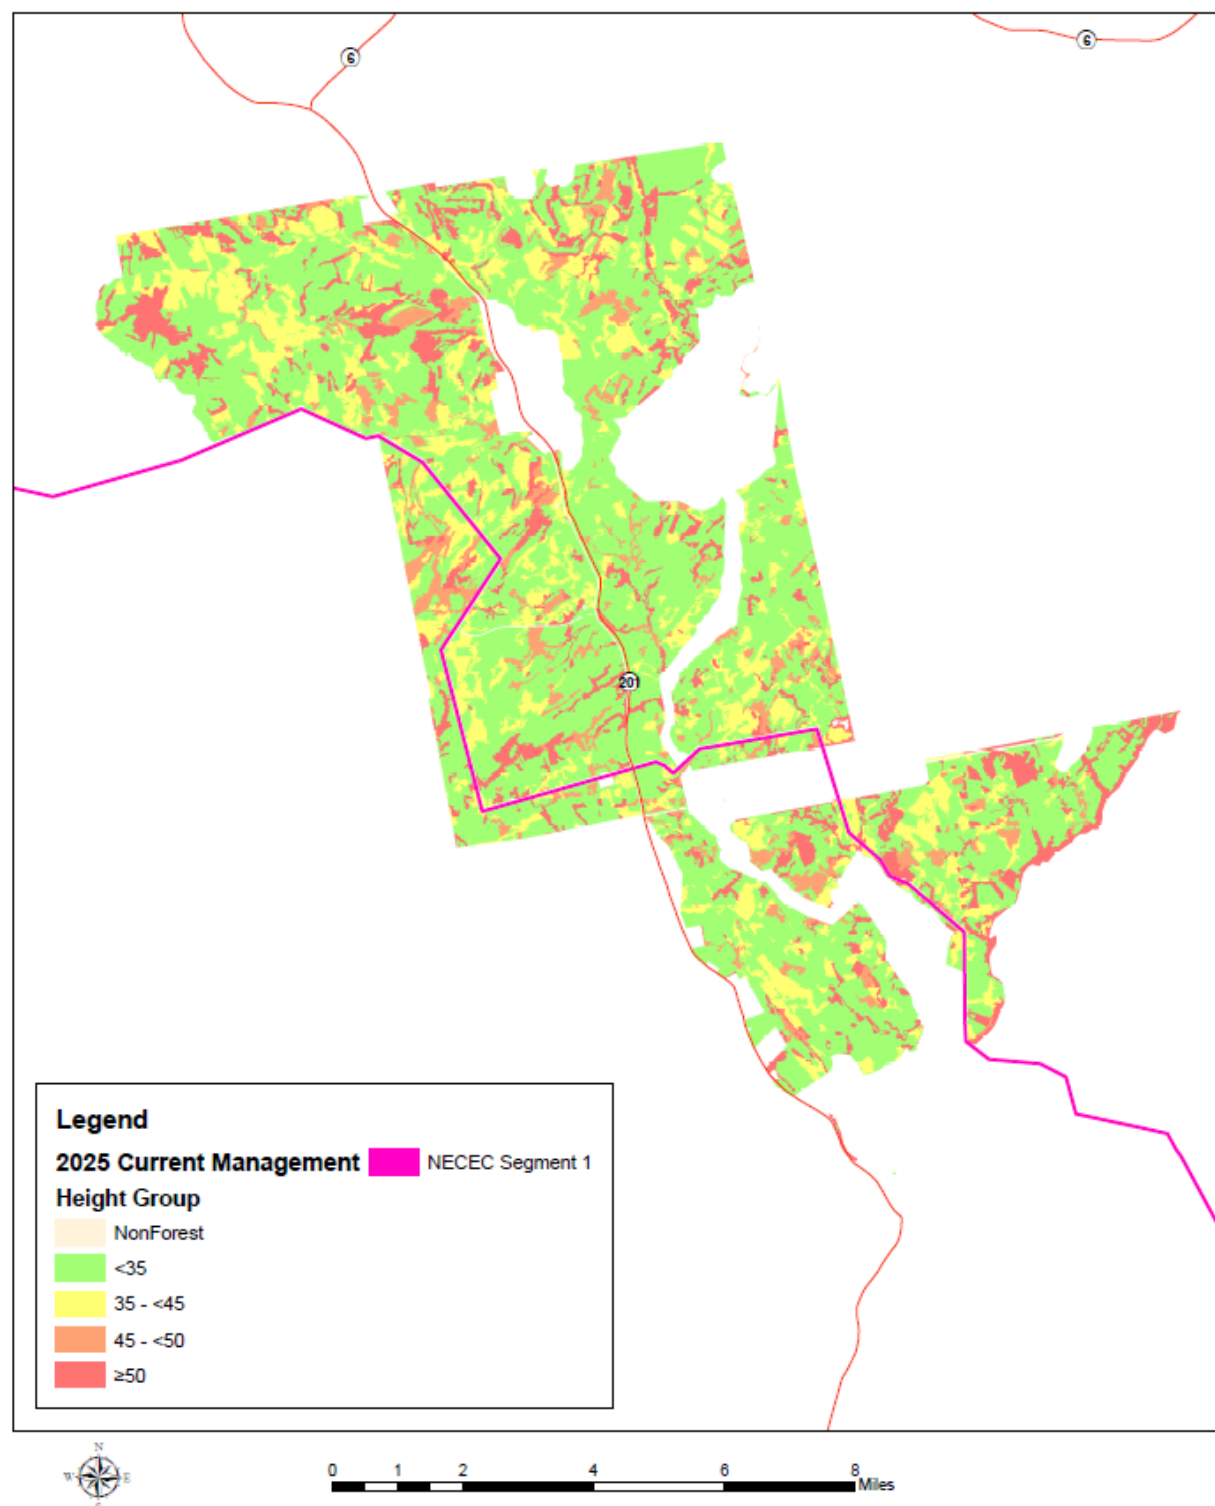 6
6
201
Legend
2025 Current Management NECEC Segment 1
Height Group
NonForest
<35
35 - <45
45 - <50
≥50
N
W E
S
0 1 2 4 6 8
Miles